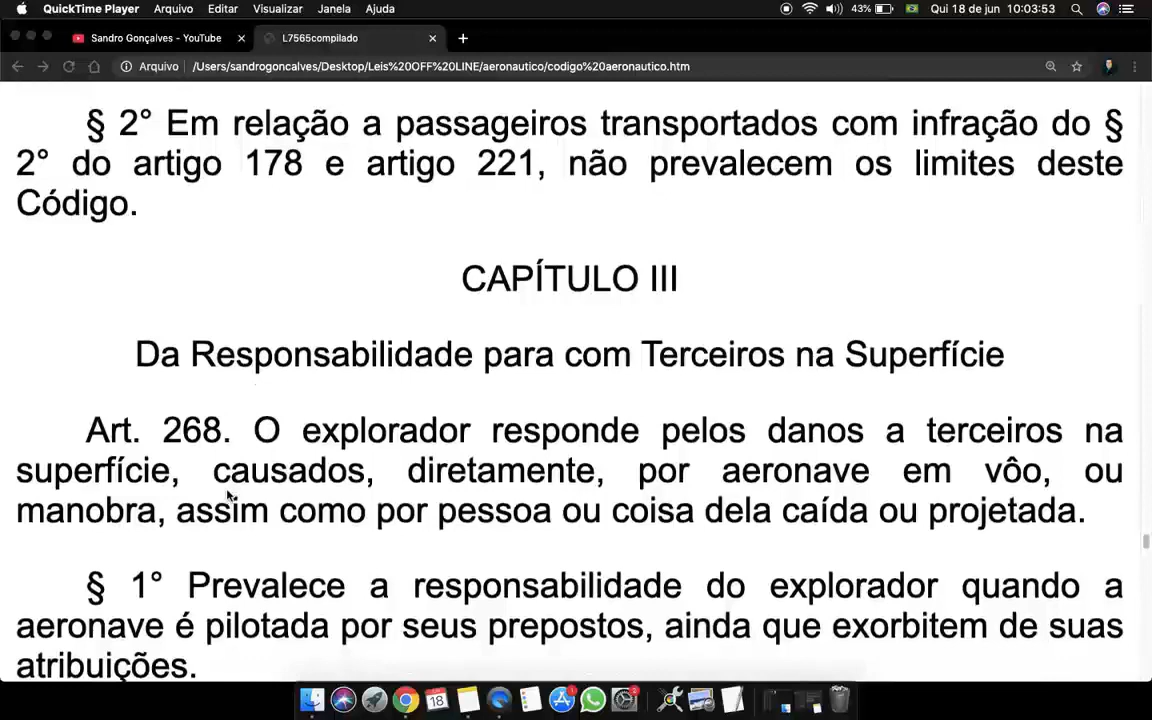 QuickTime Player Arquivo Editar Visualizar Janela Ajuda 43% Qui 18 de jun 10:03:53
Sandro Gonçalves - YouTube L7565compilado
Arquivo /Users/sandrogoncalves/Desktop/Leis%20OFF%20LINE/aeronautico/codigo%20aeronautico.htm
§ 2° Em relação a passageiros transportados com infração do §
2° do artigo 178 e artigo 221, não prevalecem os limites deste
Código.
CAPÍTULO III
Da Responsabilidade para com Terceiros na Superfície
Art. 268. O explorador responde pelos danos a terceiros na
superfície, causados, diretamente, por aeronave em vôo, ou
manobra, assim como por pessoa ou coisa dela caída ou projetada.
§ 1° Prevalece a responsabilidade do explorador quando a
aeronave é pilotada por seus prepostos, ainda que exorbitem de suas
atribuições.
18